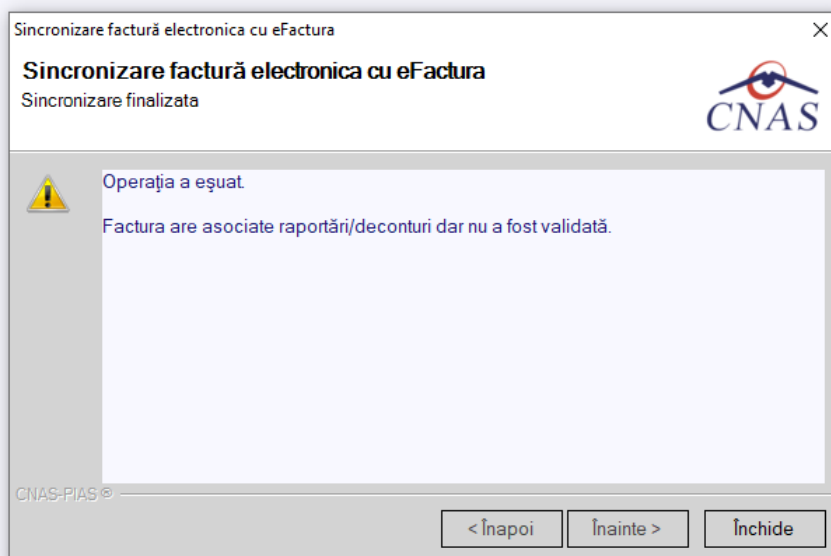 Sincronizare factură electronica cu eFactura
Sincronizare factură electronica cu eFactura
Sincronizare finalizata
CNAS
Operaţia a eşuat.
Factura are asociate raportări/deconturi dar nu a fost validată.
CNAS-PIAS ®
< Înapoi
Înainte >
Închide